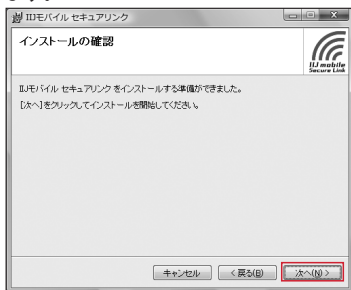 IIJモバイル セキュアリンク
インストールの確認
IIJ mobile
Secure Link
IIJモバイル セキュアリンク をインストールする準備ができました。
[次へ]をクリックしてインストールを開始してください。
キャンセル
< 戻る(B)
次へ(N) >